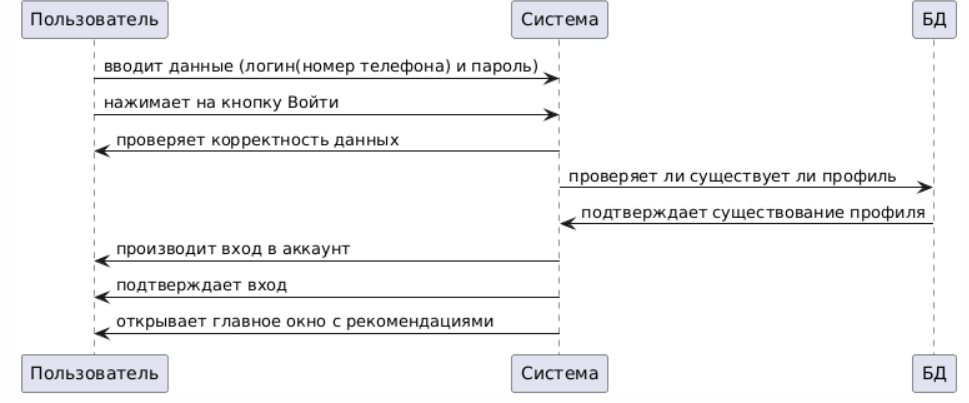 Пользователь Система БД
вводит данные (логин(номер телефона) и пароль)
нажимает на кнопку Войти
проверяет корректность данных
проверяет ли существует ли профиль
подтверждает существование профиля
производит вход в аккаунт
подтверждает вход
открывает главное окно с рекомендациями
Пользователь Система БД